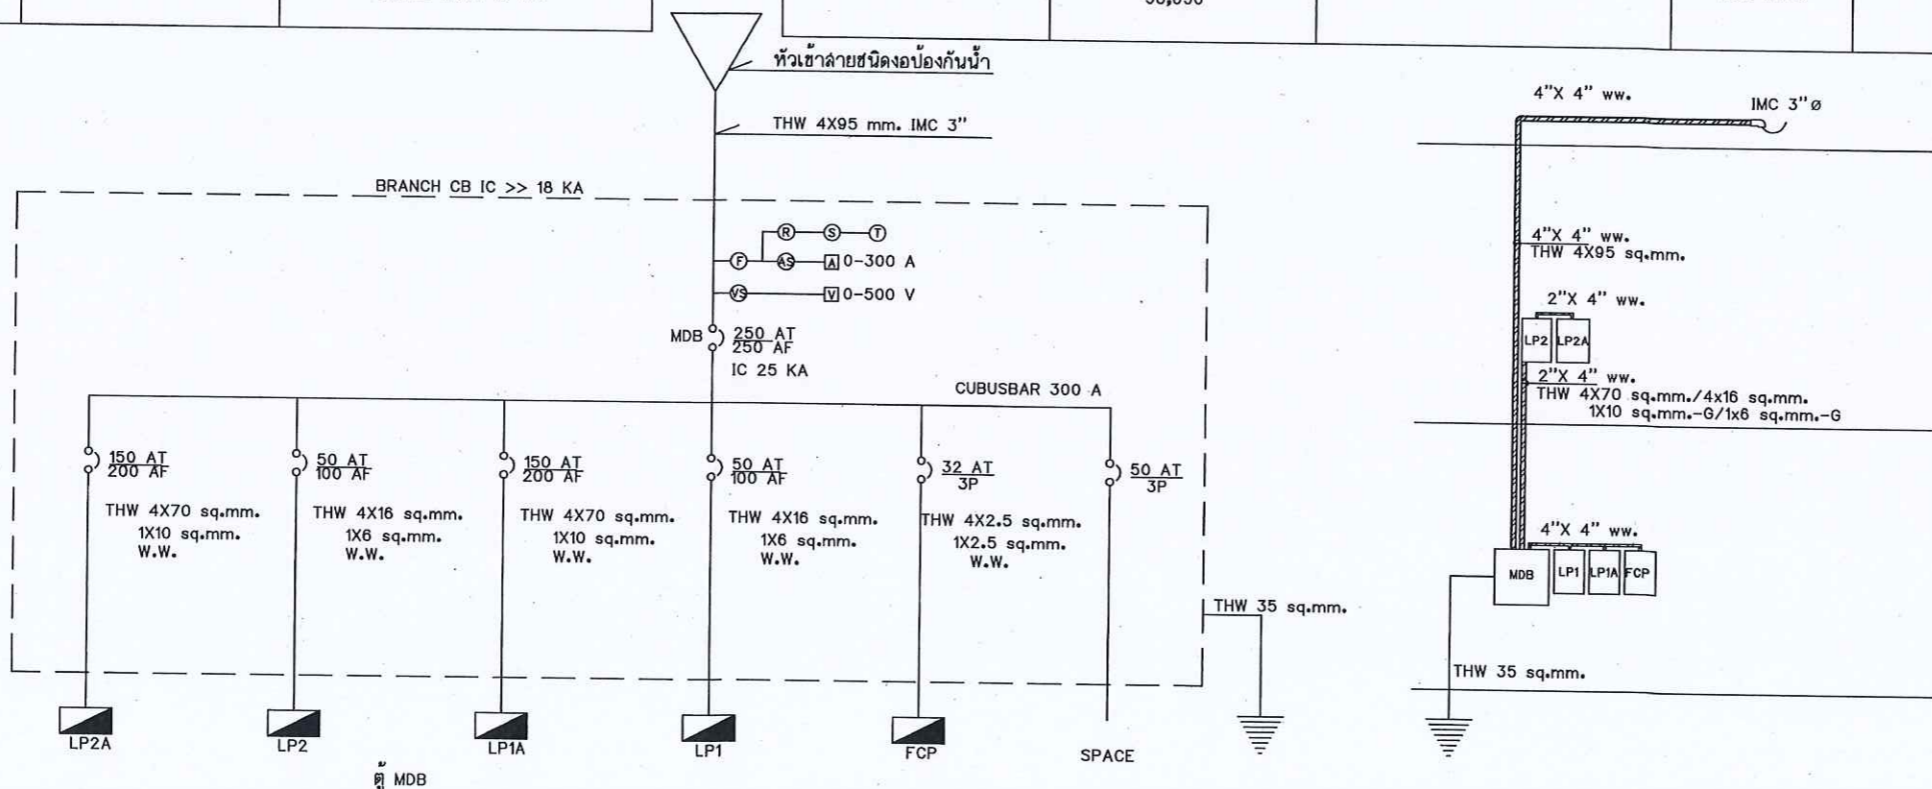 หัวเข้าสายชนิดงอป้องกันน้ำ
THW 4X95 mm. IMC 3"
BRANCH CB IC >> 18 KA
R S T
F AS A 0-300 A
VS V 0-500 V
MDB 250 AT
250 AF
IC 25 KA
CUBUSBAR 300 A
150 AT
200 AF
THW 4X70 sq.mm.
1X10 sq.mm.
W.W.
50 AT
100 AF
THW 4X16 sq.mm.
1X6 sq.mm.
W.W.
150 AT
200 AF
THW 4X70 sq.mm.
1X10 sq.mm.
W.W.
50 AT
100 AF
THW 4X16 sq.mm.
1X6 sq.mm.
W.W.
32 AT
3P
THW 4X2.5 sq.mm.
1X2.5 sq.mm.
W.W.
50 AT
3P
THW 35 sq.mm.
LP2A
LP2
LP1A
LP1
FCP
SPACE
ตู้ MDB
4"X 4" ww.
IMC 3"Ø
4"X 4" ww.
THW 4X95 sq.mm.
2"X 4" ww.
LP2 LP2A
2"X 4" ww.
THW 4X70 sq.mm./4x16 sq.mm.
1X10 sq.mm.-G/1x6 sq.mm.-G
4"X 4" ww.
MDB LP1 LP1A FCP
THW 35 sq.mm.